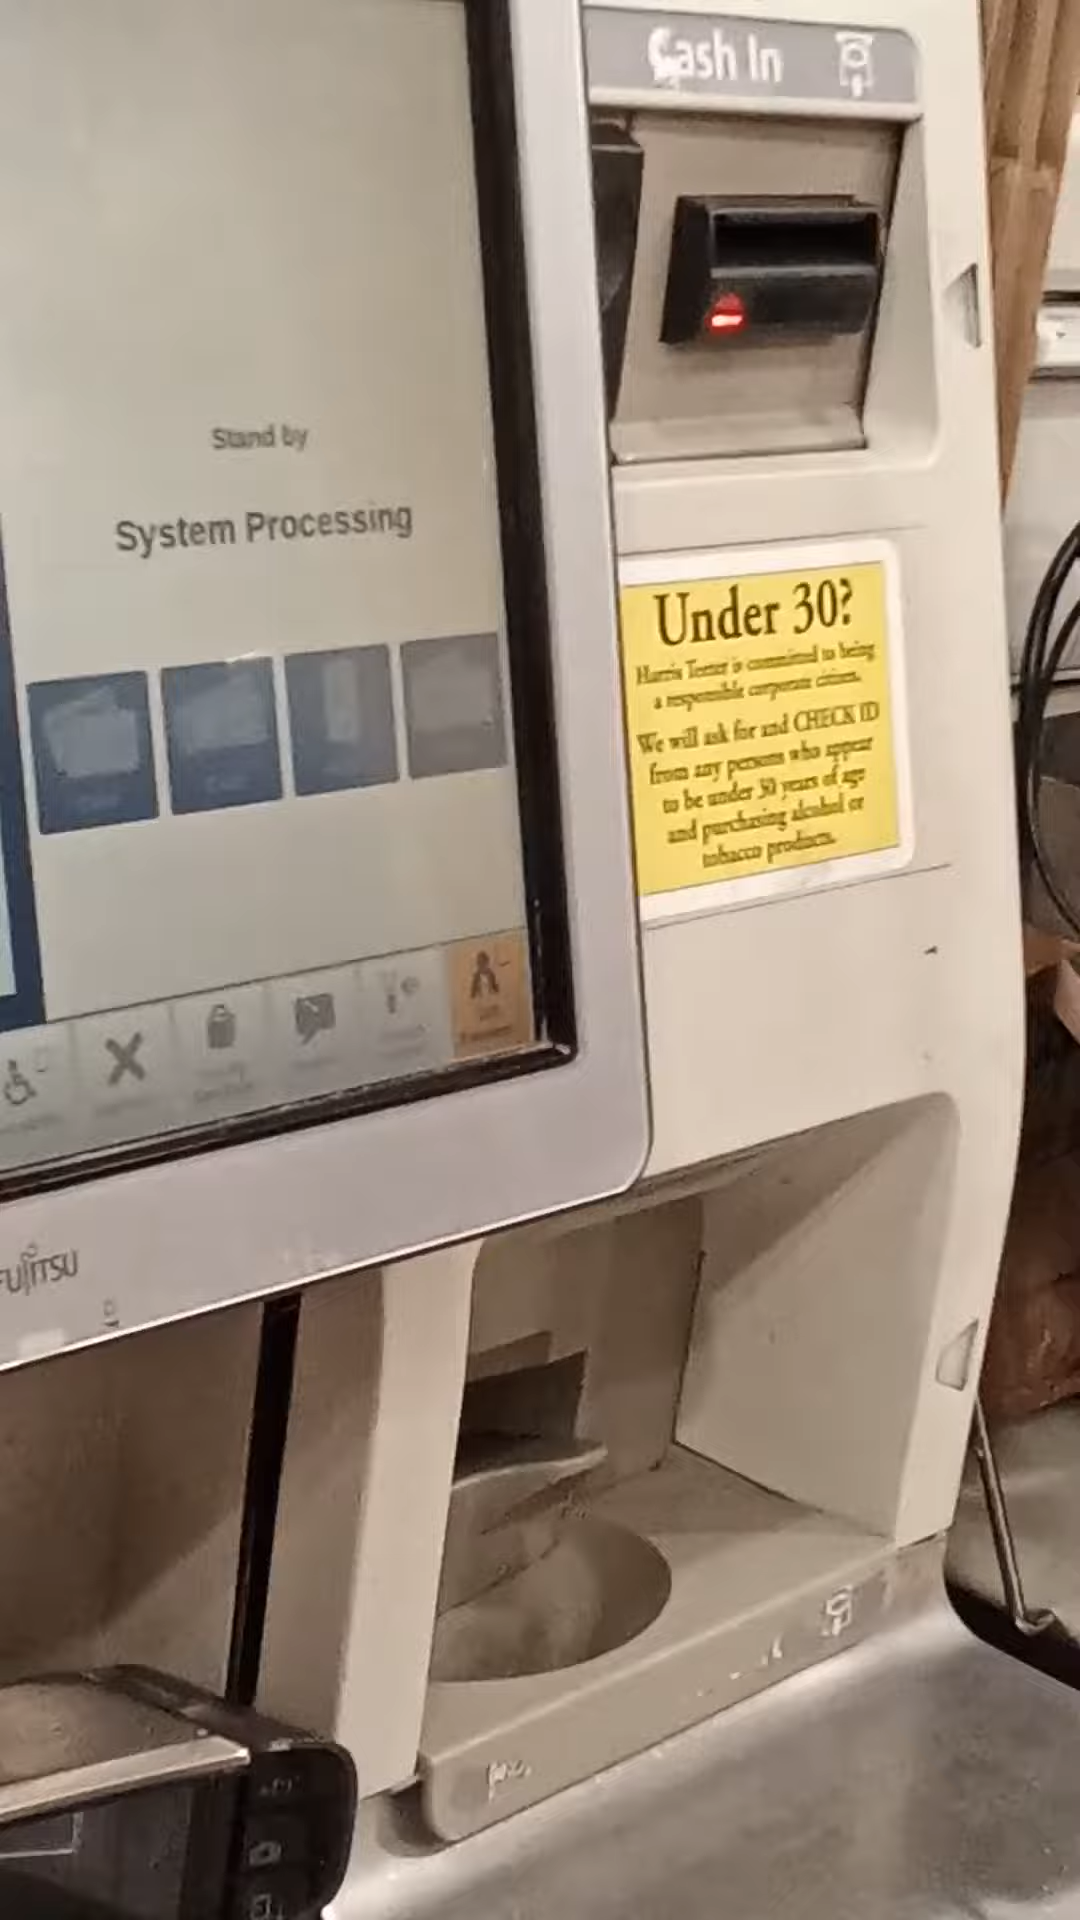 Cash In
Stand by
System Processing
Under 30?
Harris Teeter is committed to being
a responsible corporate citizen.
We will ask for and CHECK ID
from any persons who appear
to be under 30 years of age
and purchasing alcohol or
tobacco products.
FUJITSU